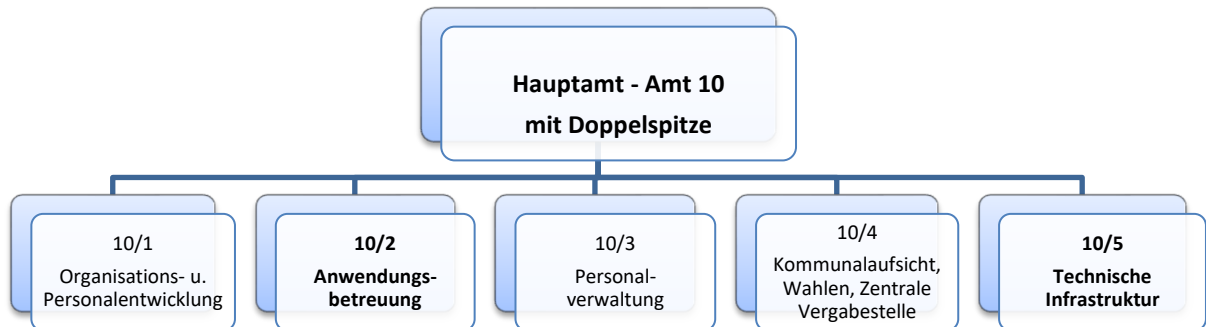 Hauptamt - Amt 10
mit Doppelspitze
10/1
Organisations- u.
Personalentwicklung
10/2
Anwendungs-
betreuung
10/3
Personal-
verwaltung
10/4
Kommunalaufsicht,
Wahlen, Zentrale
Vergabestelle
10/5
Technische
Infrastruktur